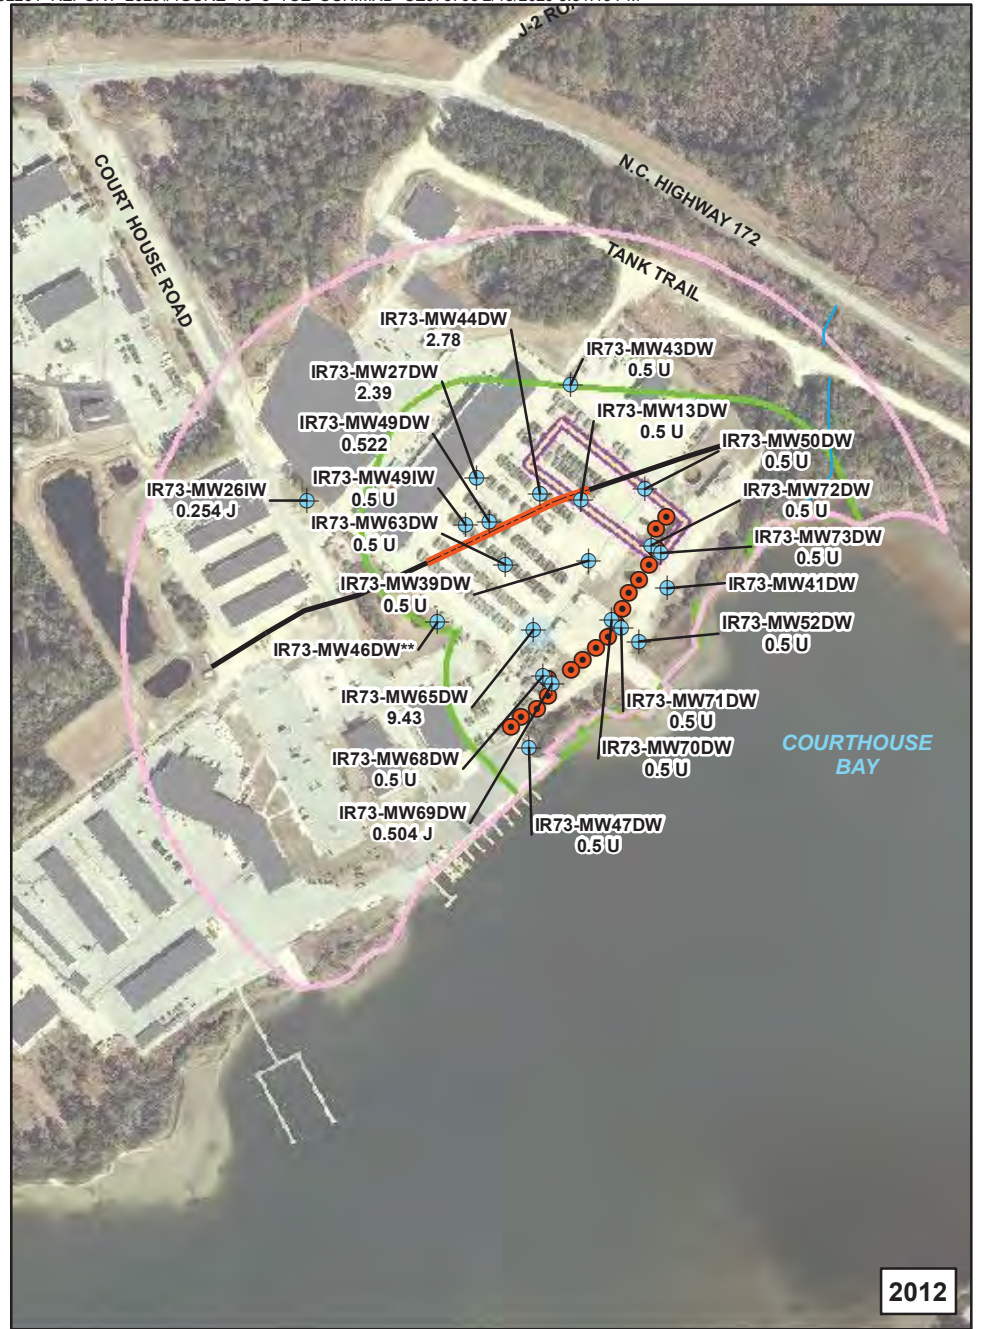 J-2 RO
COURT HOUSE ROAD
N.C. HIGHWAY 172
TANK TRAIL
IR73-MW44DW
2.78
IR73-MW43DW
0.5 U
IR73-MW27DW
2.39
IR73-MW13DW
0.5 U
IR73-MW49DW
0.522
IR73-MW50DW
0.5 U
IR73-MW49IW
0.5 U
IR73-MW26IW
0.254 J
IR73-MW72DW
0.5 U
IR73-MW63DW
0.5 U
IR73-MW73DW
0.5 U
IR73-MW39DW
0.5 U
IR73-MW41DW
IR73-MW52DW
0.5 U
IR73-MW46DW**
IR73-MW65DW
9.43
IR73-MW71DW
0.5 U
IR73-MW70DW
0.5 U
IR73-MW68DW
0.5 U
COURTHOUSE
BAY
IR73-MW69DW
0.504 J
IR73-MW47DW
0.5 U
2012